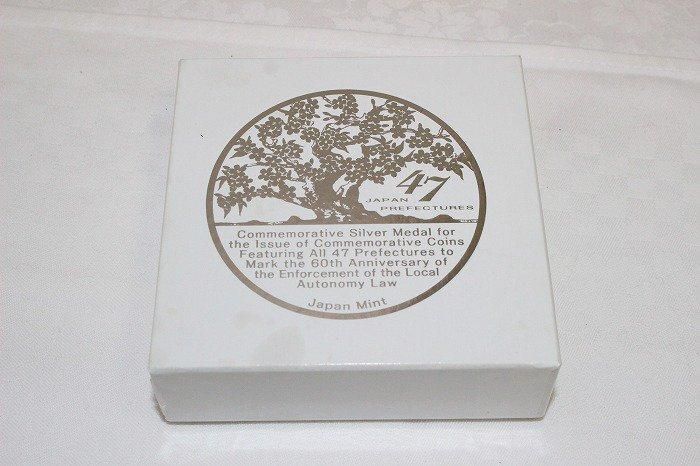 47
JAPAN
PREFECTURES
Commemorative Silver Medal for
the Issue of Commemorative Coins
Featuring All 47 Prefectures to
Mark the 60th Anniversary of
the Enforcement of the Local
Autonomy Law
Japan Mint